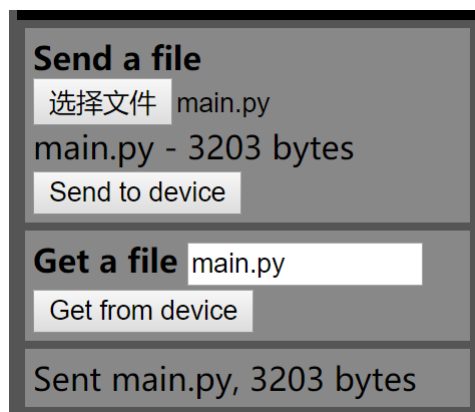 Send a file
选择文件 main.py
main.py - 3203 bytes
Send to device
Get a file main.py
Get from device
Sent main.py, 3203 bytes